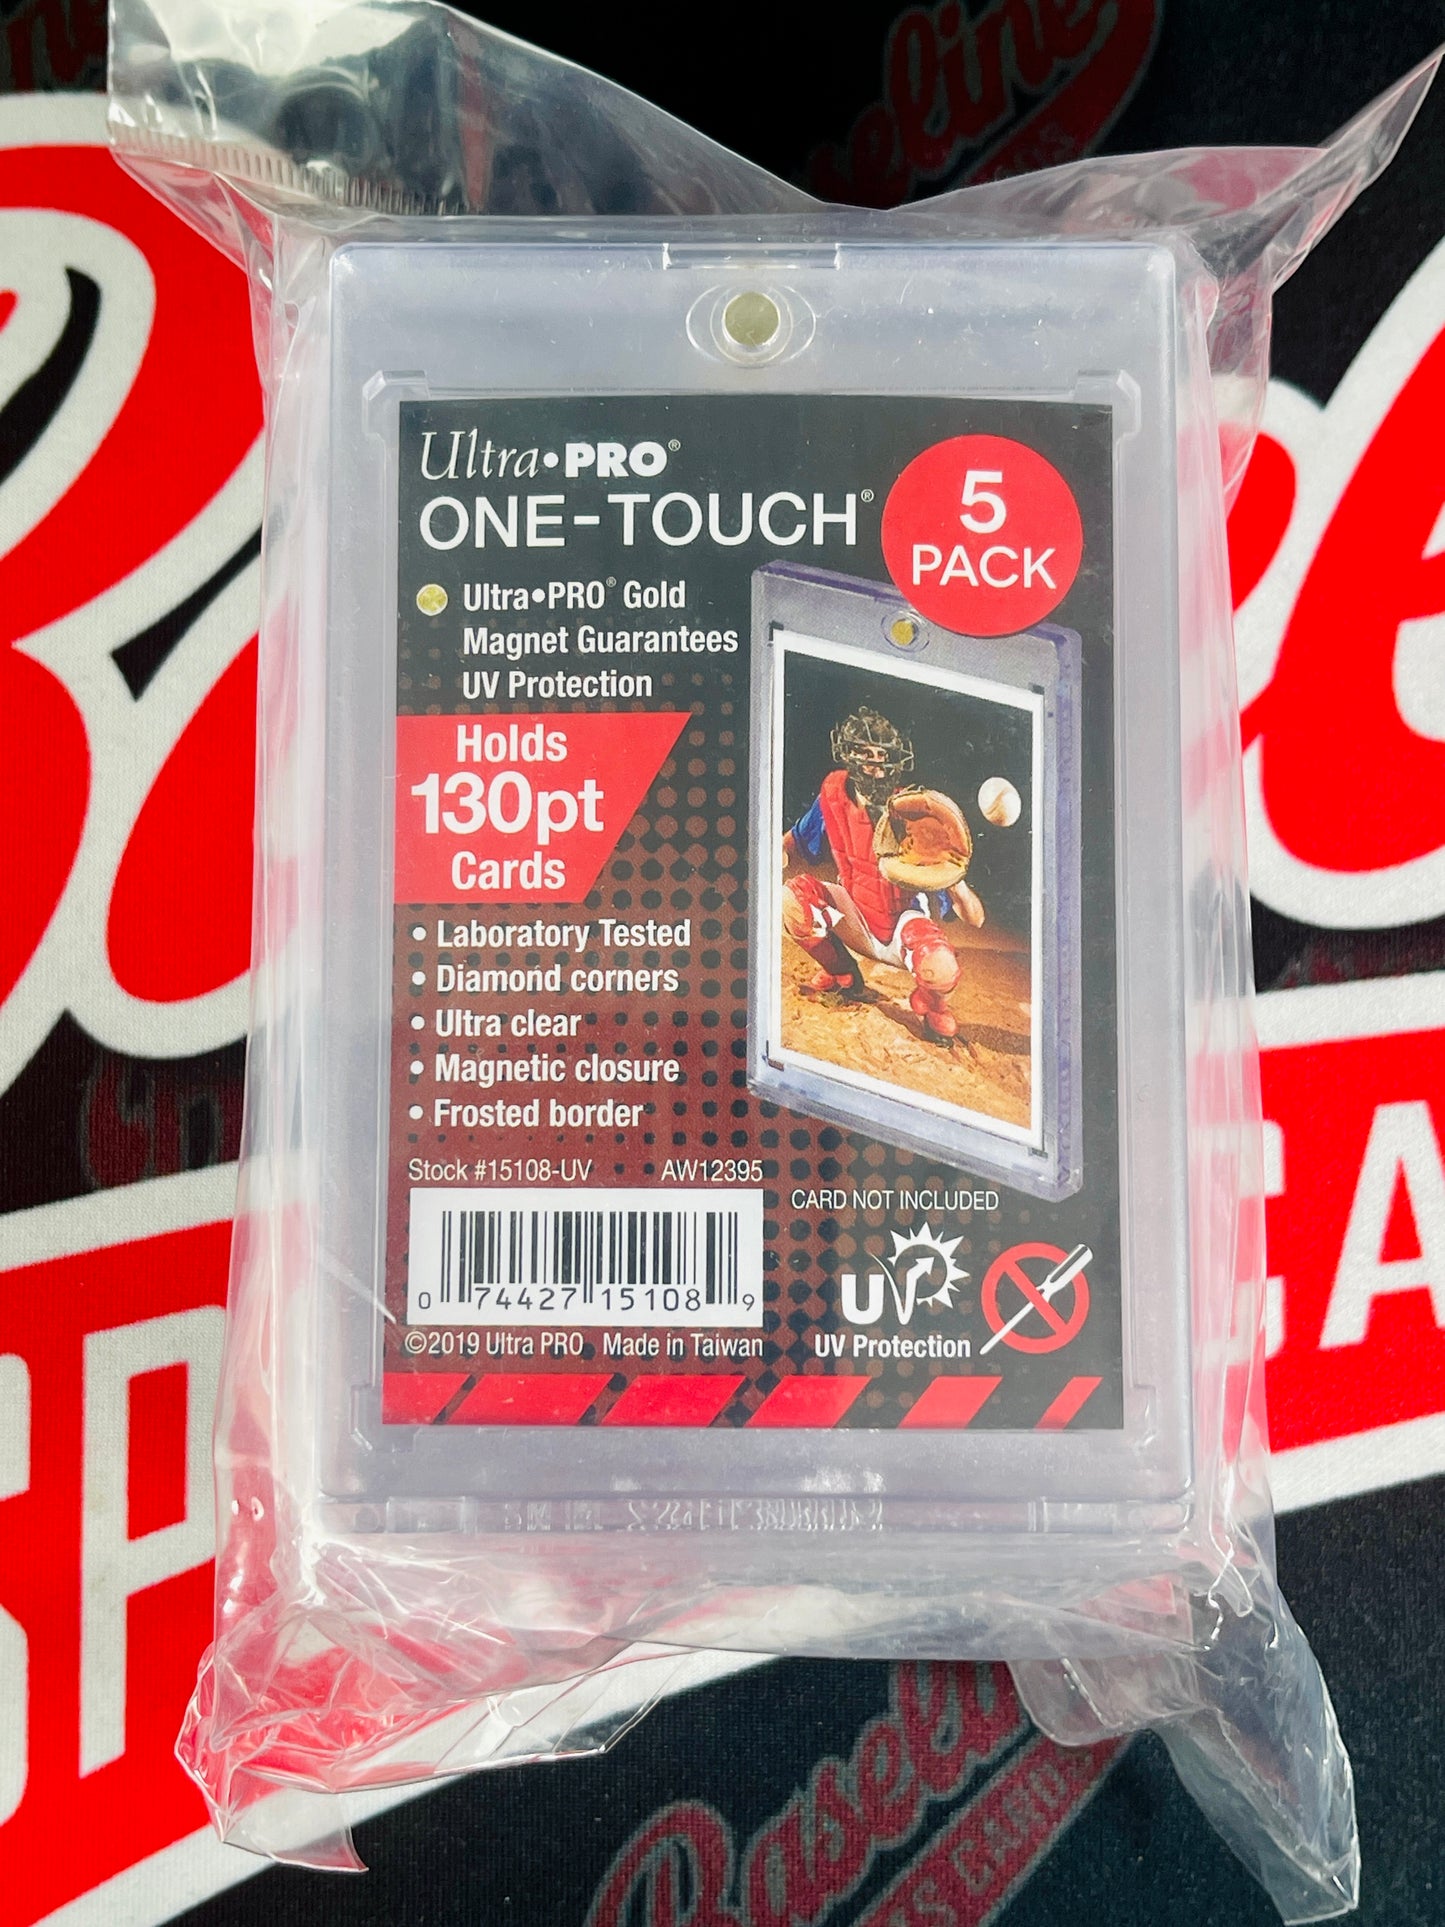 Ultra•PRO®
ONE-TOUCH®
5
PACK
Ultra•PRO® Gold
Magnet Guarantees
UV Protection
Holds
130pt
Cards
• Laboratory Tested
• Diamond corners
• Ultra clear
• Magnetic closure
• Frosted border
Stock #15108-UV AW12395
CARD NOT INCLUDED
0 74427 15108 9
UV
UV Protection
©2019 Ultra PRO Made in Taiwan
Baseline
Baseline